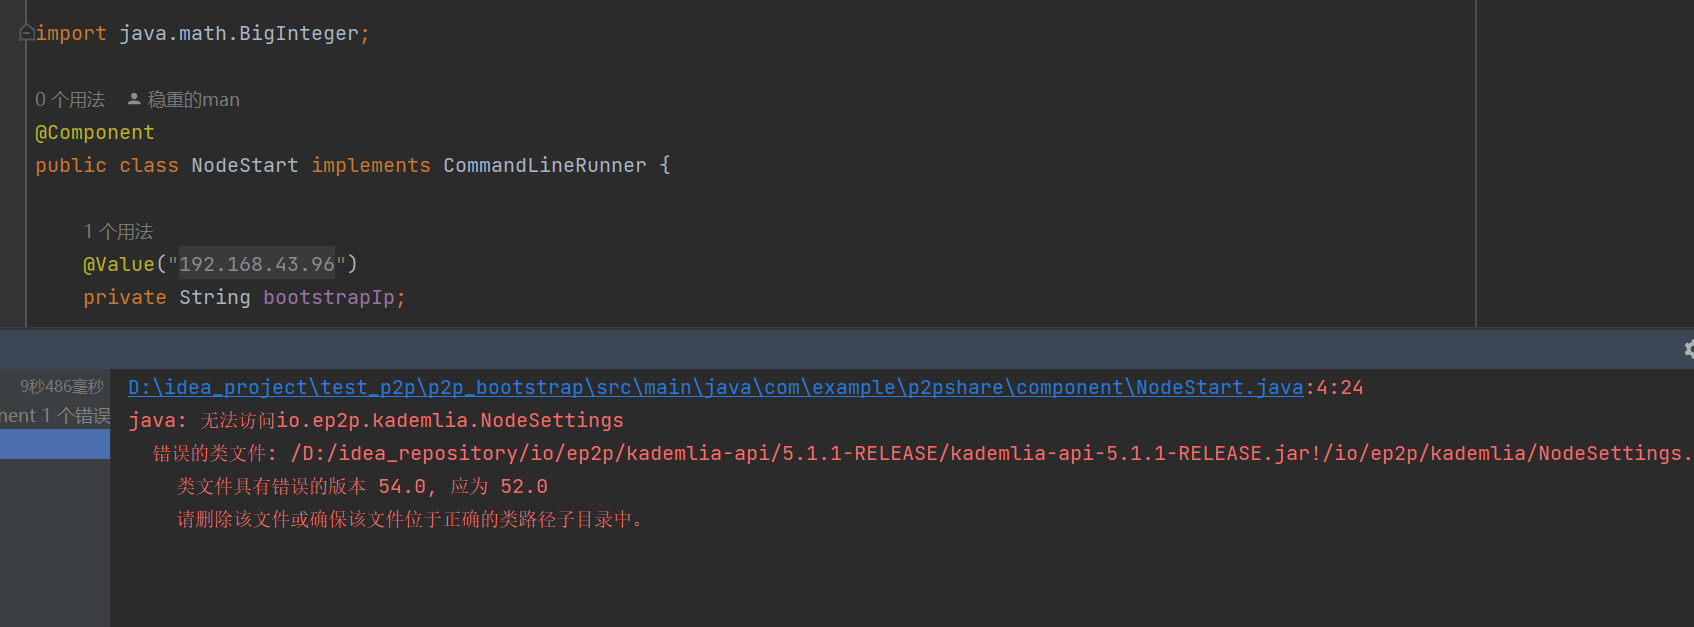 import java.math.BigInteger;
0 个用法 稳重的man
@Component
public class NodeStart implements CommandLineRunner {
1 个用法
@Value("192.168.43.96")
private String bootstrapIp;
9秒486毫秒
D:\idea_project\test_p2p\p2p_bootstrap\src\main\java\com\example\p2pshare\component\NodeStart.java:4:24
nent 1 个错误
java: 无法访问io.ep2p.kademlia.NodeSettings
错误的类文件: /D:/idea_repository/io/ep2p/kademlia-api/5.1.1-RELEASE/kademlia-api-5.1.1-RELEASE.jar!/io/ep2p/kademlia/NodeSettings.
类文件具有错误的版本 54.0, 应为 52.0
请删除该文件或确保该文件位于正确的类路径子目录中。